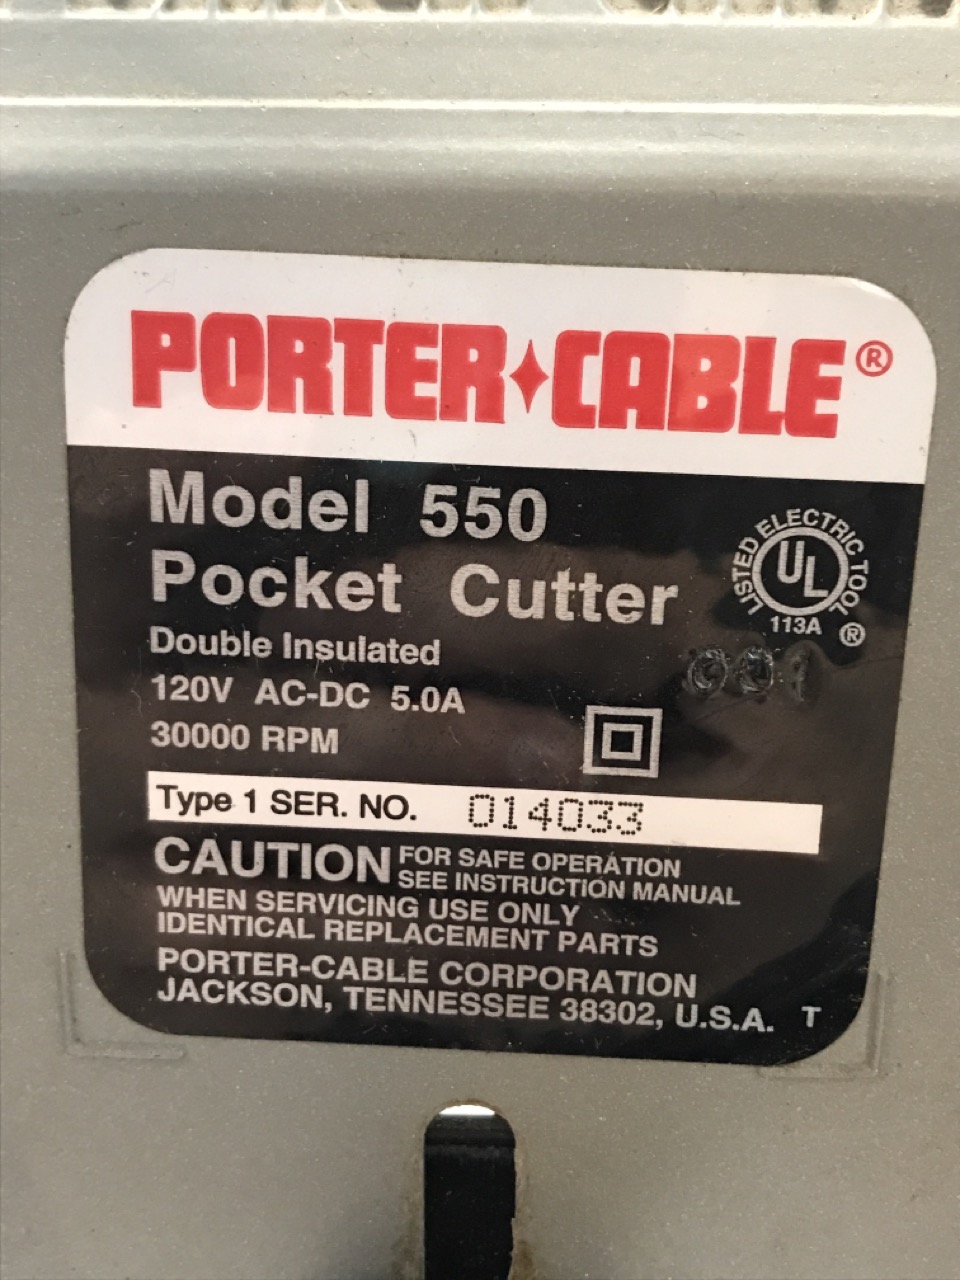 PORTER✦CABLE®
Model 550
Pocket Cutter
LISTED ELECTRIC TOOL
UL
113A ®
Double Insulated
120V AC-DC 5.0A
30000 RPM
Type 1 SER. NO. 014033
CAUTION FOR SAFE OPERATION
SEE INSTRUCTION MANUAL
WHEN SERVICING USE ONLY
IDENTICAL REPLACEMENT PARTS
PORTER-CABLE CORPORATION
JACKSON, TENNESSEE 38302, U.S.A. T